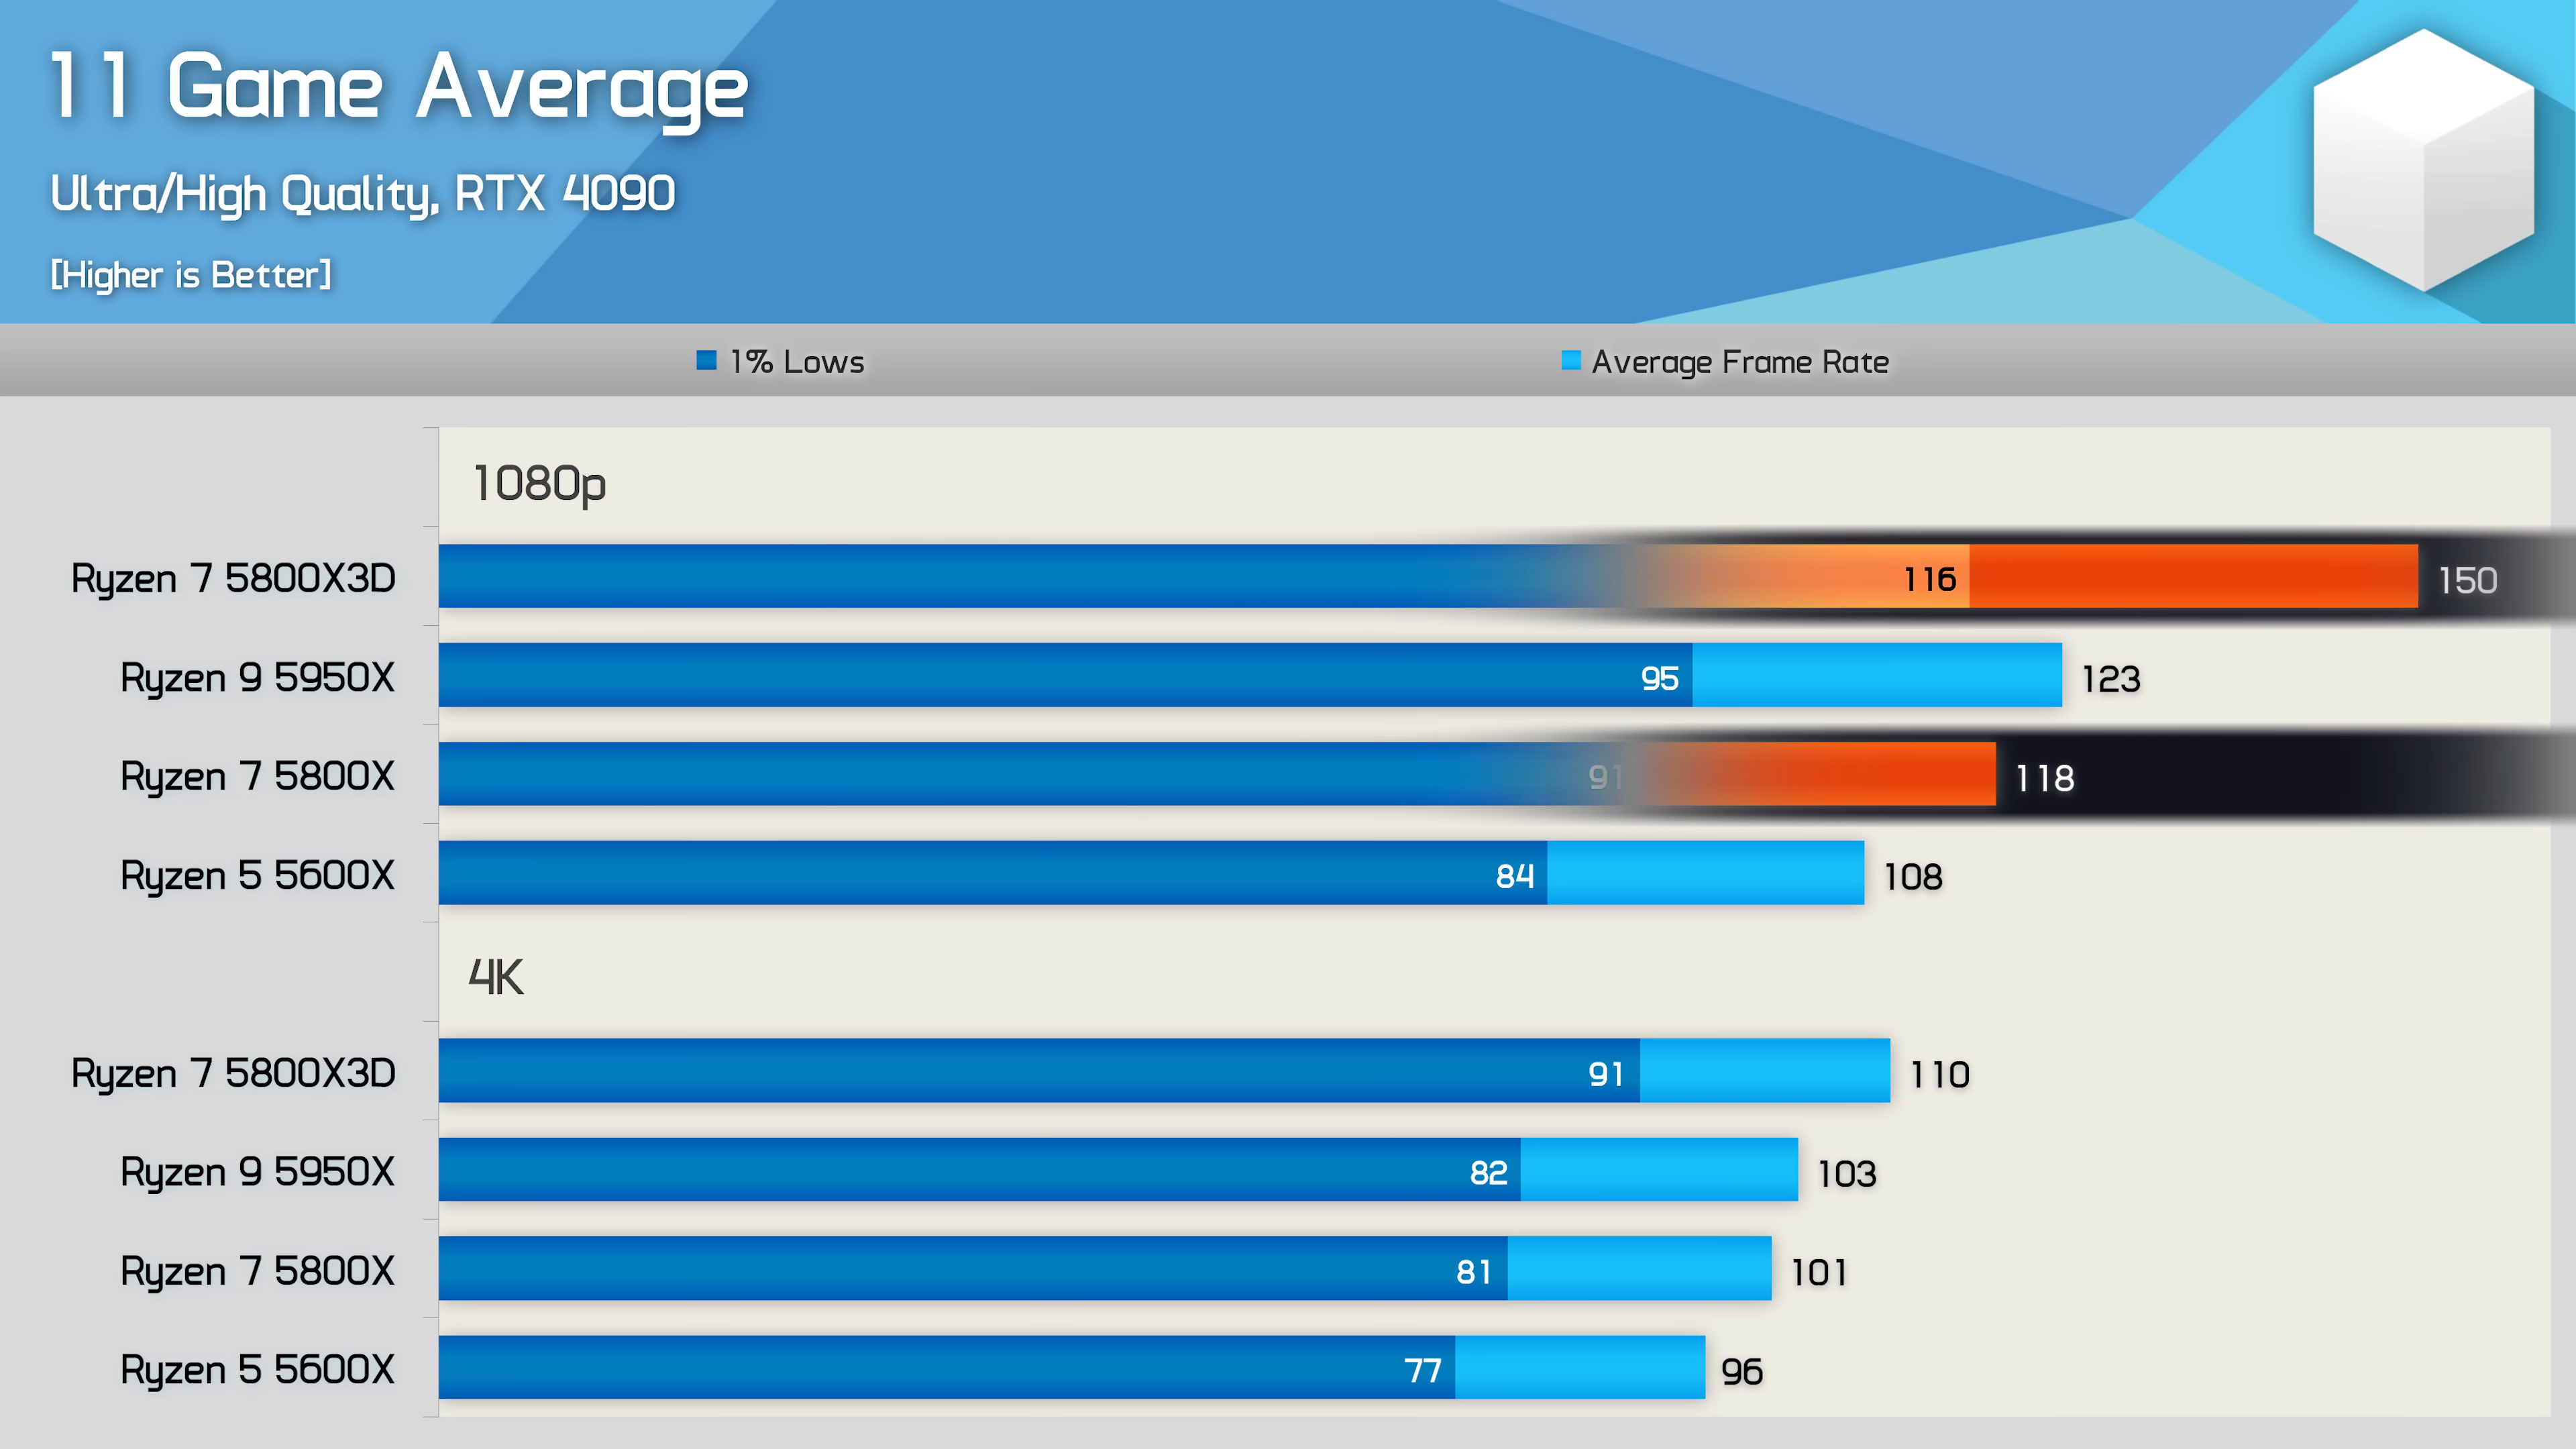 11 Game Average
Ultra/High Quality, RTX 4090
[Higher is Better]
1% Lows
Average Frame Rate
1080p
Ryzen 7 5800X3D 116 150
Ryzen 9 5950X 95 123
Ryzen 7 5800X 91 118
Ryzen 5 5600X 84 108
4K
Ryzen 7 5800X3D 91 110
Ryzen 9 5950X 82 103
Ryzen 7 5800X 81 101
Ryzen 5 5600X 77 96